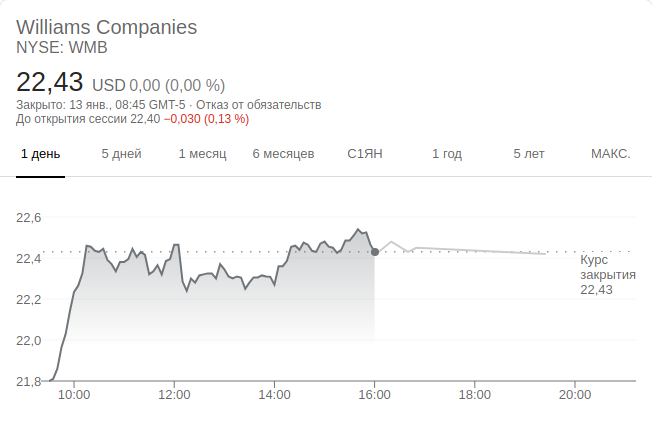 Williams Companies
NYSE: WMB
22,43 USD 0,00 (0,00 %)
Закрыто: 13 янв., 08:45 GMT-5 · Отказ от обязательств
До открытия сессии 22,40 −0,030 (0,13 %)
1 день 5 дней 1 месяц 6 месяцев С1ЯН 1 год 5 лет МАКС.
22,6
22,4
22,2
22,0
21,8
Курс
закрытия
22,43
10:00 12:00 14:00 16:00 18:00 20:00